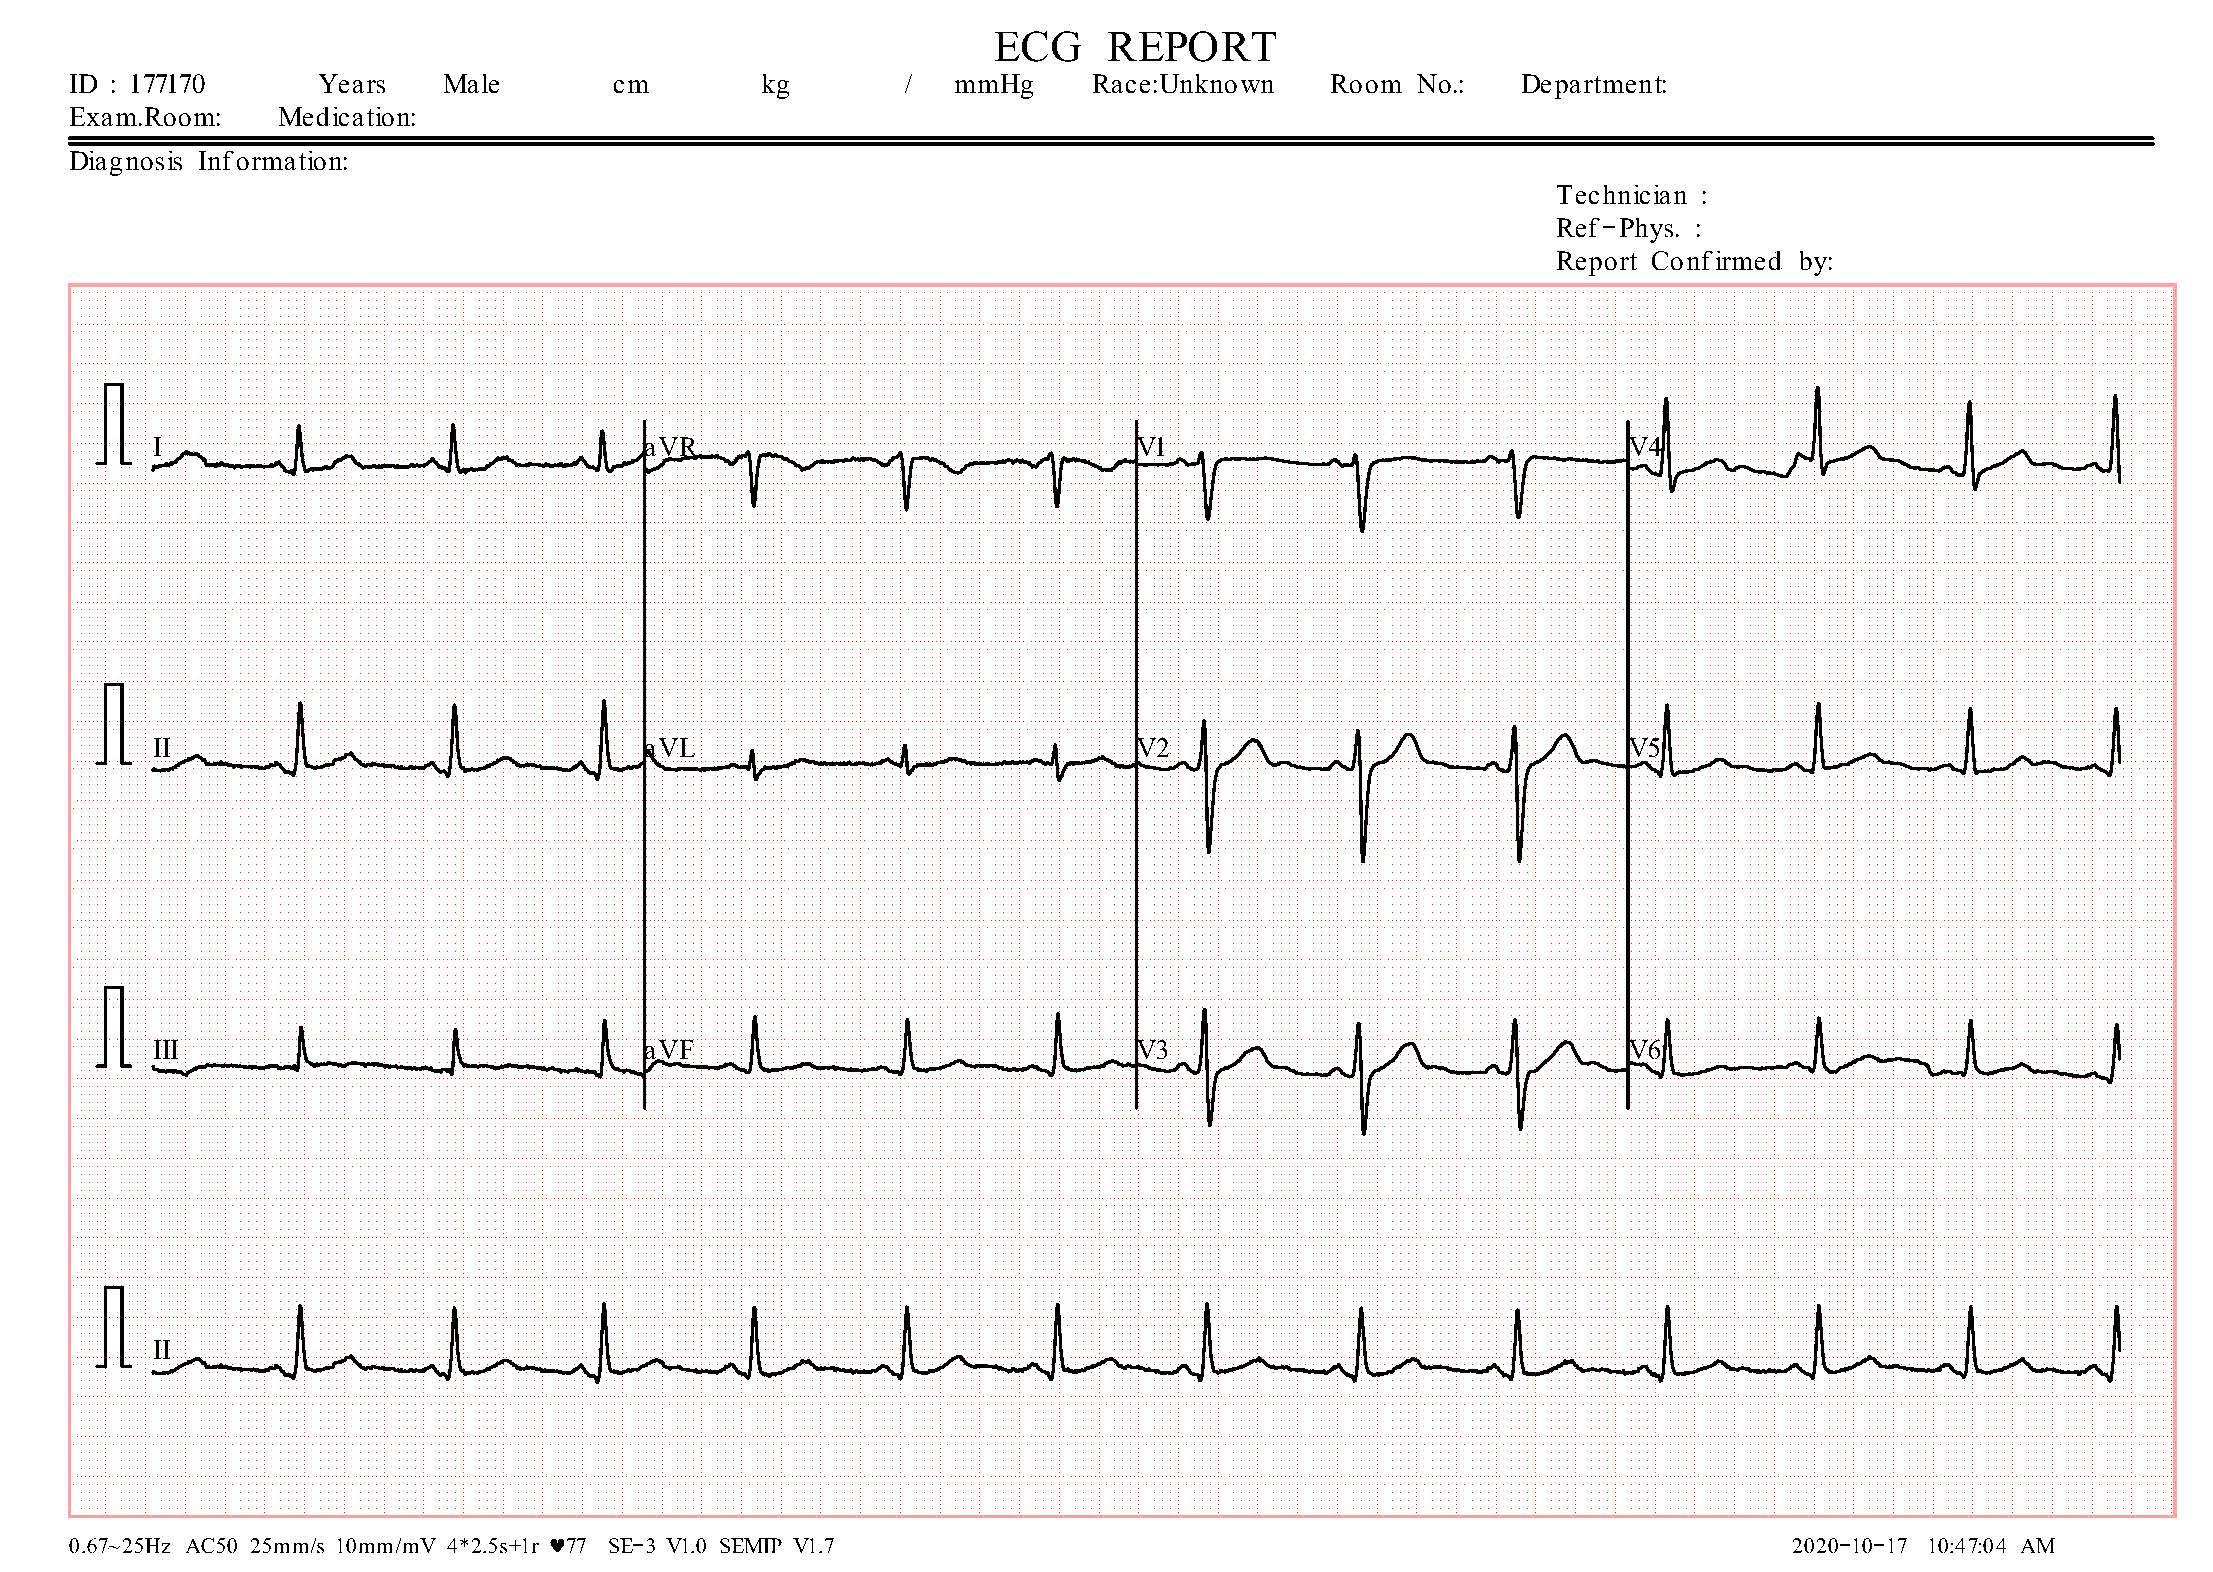 ECG REPORT
ID : 177170 Years Male cm kg / mmHg Race:Unknown Room No.: Department:
Exam.Room: Medication:
Diagnosis Information:
Technician :
Ref-Phys. :
Report Confirmed by:
I aVR V1 V4
II aVL V2 V5
III aVF V3 V6
II
0.67~25Hz AC50 25mm/s 10mm/mV 4*2.5s+1r ♥77 SE-3 V1.0 SEMIP V1.7 2020-10-17 10:47:04 AM